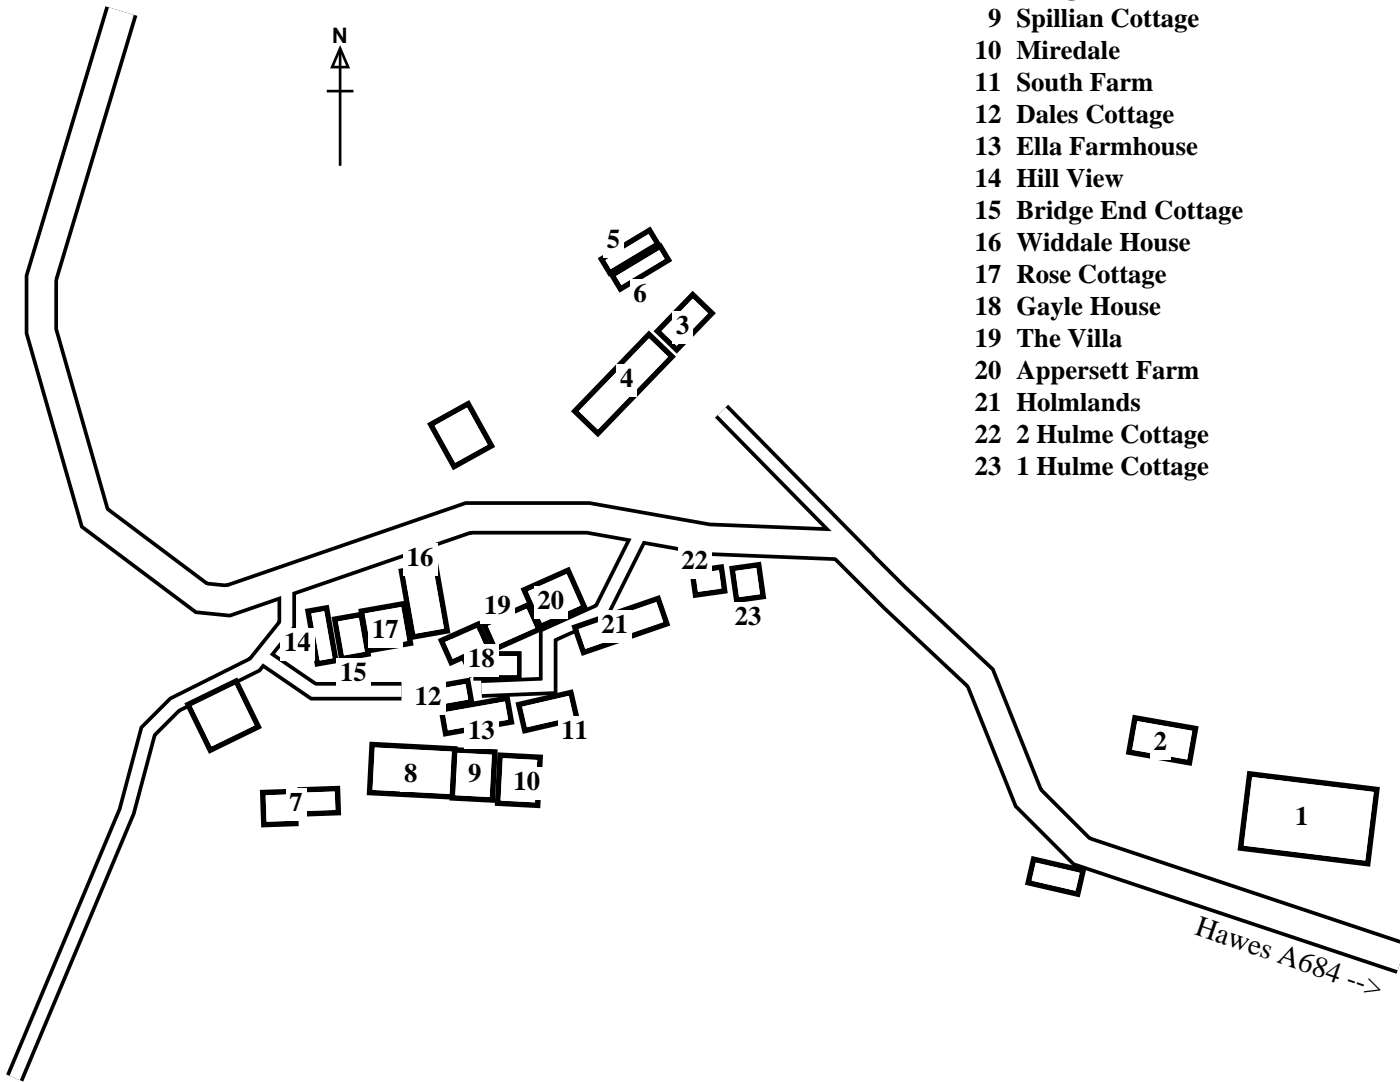 N
9 Spillian Cottage
10 Miredale
11 South Farm
12 Dales Cottage
13 Ella Farmhouse
14 Hill View
15 Bridge End Cottage
16 Widdale House
17 Rose Cottage
18 Gayle House
19 The Villa
20 Appersett Farm
21 Holmlands
22 2 Hulme Cottage
23 1 Hulme Cottage
5
6
3
4
16
22
20
19
21
23
14
17
15
18
12
13
11
2
8
9
10
7
1
Hawes A684 -->